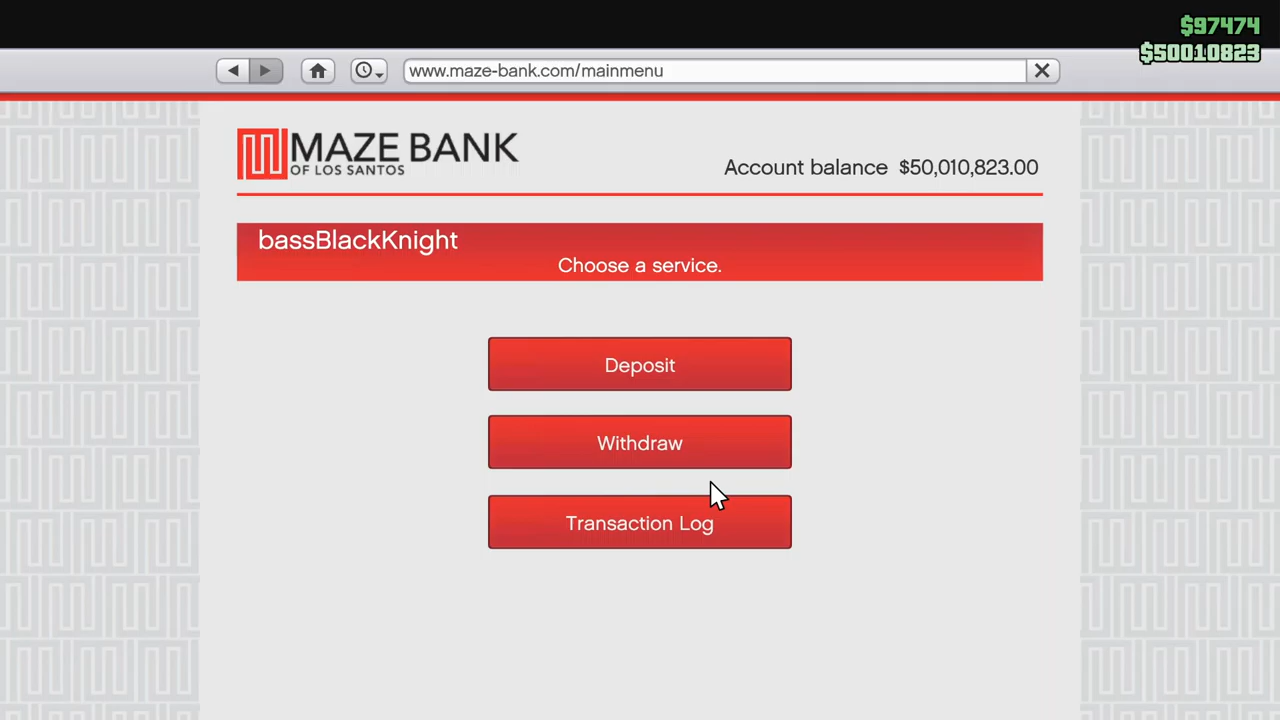 $97474
$50010823
www.maze-bank.com/mainmenu
MAZE BANK
OF LOS SANTOS
Account balance $50,010,823.00
bassBlackKnight
Choose a service.
Deposit
Withdraw
Transaction Log